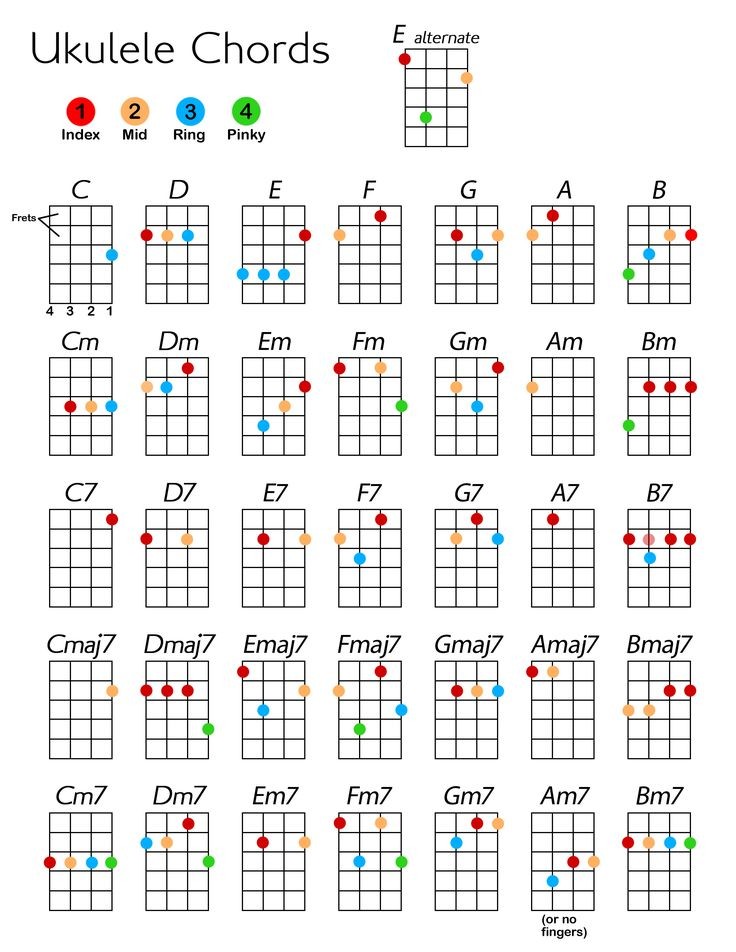 Ukulele Chords
E alternate
1 2 3 4
Index Mid Ring Pinky
C D E F G A B
Frets
4 3 2 1
Cm Dm Em Fm Gm Am Bm
C7 D7 E7 F7 G7 A7 B7
Cmaj7 Dmaj7 Emaj7 Fmaj7 Gmaj7 Amaj7 Bmaj7
Cm7 Dm7 Em7 Fm7 Gm7 Am7 Bm7
(or no
fingers)